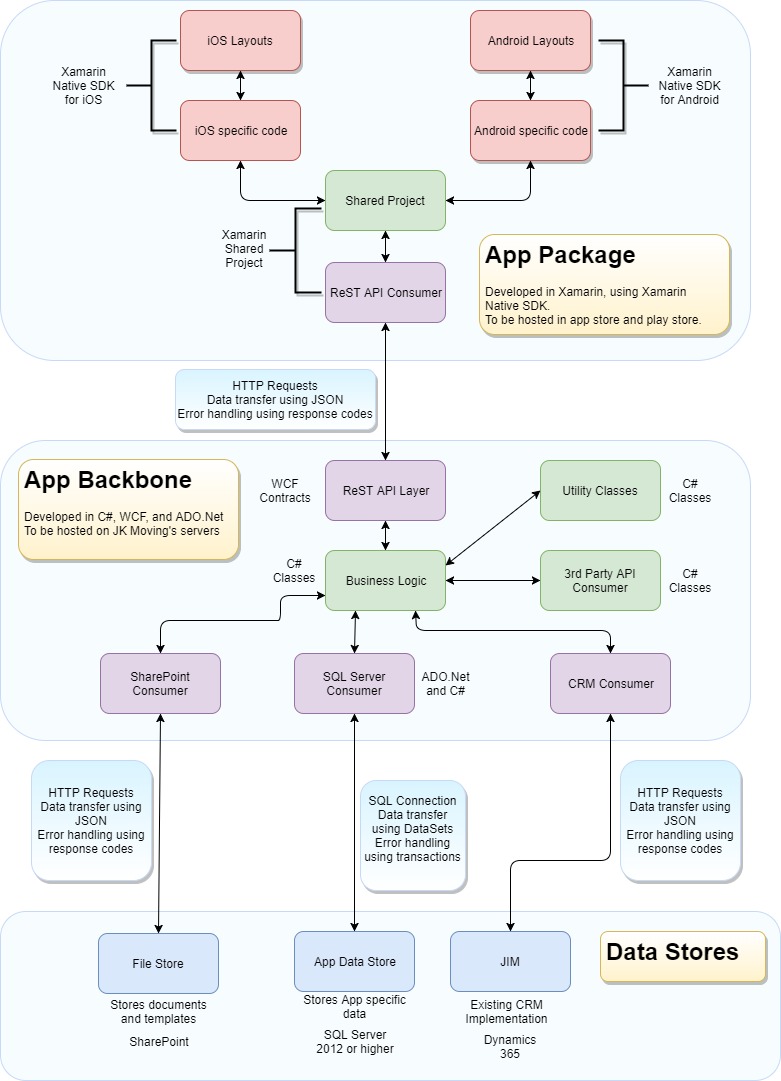 iOS Layouts
Android Layouts
Xamarin
Native SDK
for iOS
Xamarin
Native SDK
for Android
iOS specific code
Android specific code
Shared Project
Xamarin
Shared
Project
App Package
Developed in Xamarin, using Xamarin
Native SDK.
To be hosted in app store and play store.
ReST API Consumer
HTTP Requests
Data transfer using JSON
Error handling using response codes
App Backbone
Developed in C#, WCF, and ADO.Net
To be hosted on JK Moving's servers
WCF
Contracts
ReST API Layer
Utility Classes
C#
Classes
C#
Classes
Business Logic
3rd Party API
Consumer
C#
Classes
SharePoint
Consumer
SQL Server
Consumer
ADO.Net
and C#
CRM Consumer
HTTP Requests
Data transfer using
JSON
Error handling using
response codes
SQL Connection
Data transfer
using DataSets
Error handling
using transactions
HTTP Requests
Data transfer using
JSON
Error handling using
response codes
Data Stores
File Store
App Data Store
JIM
Stores documents
and templates
SharePoint
Stores App specific
data
SQL Server
2012 or higher
Existing CRM
Implementation
Dynamics
365